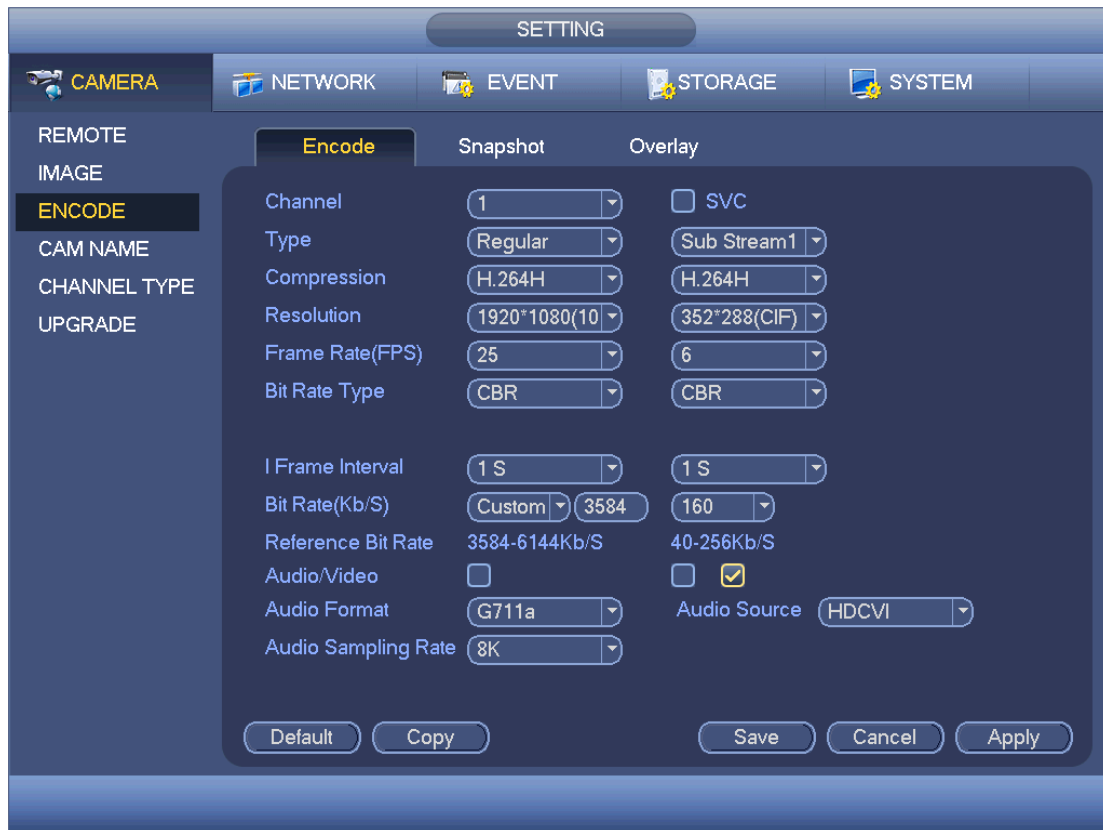 SETTING
CAMERA NETWORK EVENT STORAGE SYSTEM
REMOTE
IMAGE
ENCODE
CAM NAME
CHANNEL TYPE
UPGRADE
Encode Snapshot Overlay
Channel 1 SVC
Type Regular Sub Stream1
Compression H.264H H.264H
Resolution 1920*1080(10 352*288(CIF)
Frame Rate(FPS) 25 6
Bit Rate Type CBR CBR
I Frame Interval 1 S 1 S
Bit Rate(Kb/S) Custom 3584 160
Reference Bit Rate 3584-6144Kb/S 40-256Kb/S
Audio/Video
Audio Format G711a Audio Source HDCVI
Audio Sampling Rate 8K
Default Copy Save Cancel Apply